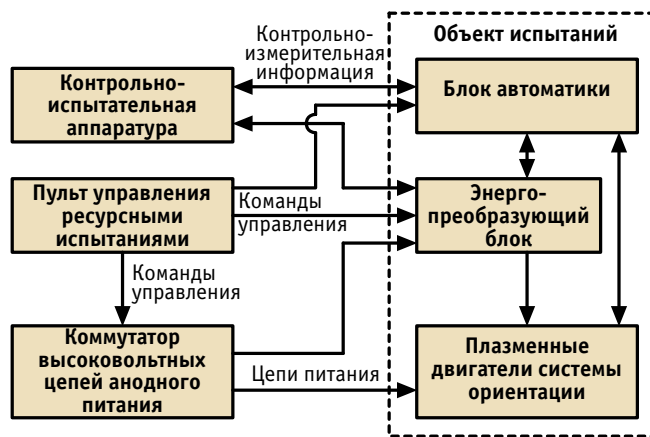 Контрольно-
измерительная
информация
Объект испытаний
Контрольно-
испытательная
аппаратура
Блок автоматики
Пульт управления
ресурсными
испытаниями
Команды
управления
Энерго-
преобразующий
блок
Команды
управления
Коммутатор
высоковольтных
цепей анодного
питания
Цепи питания
Плазменные
двигатели системы
ориентации